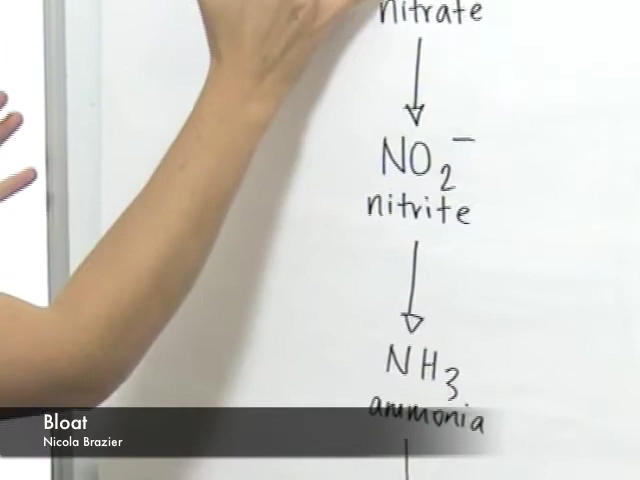 nitrate
NO₂⁻
nitrite
NH₃
ammonia
Bloat
Nicola Brazier